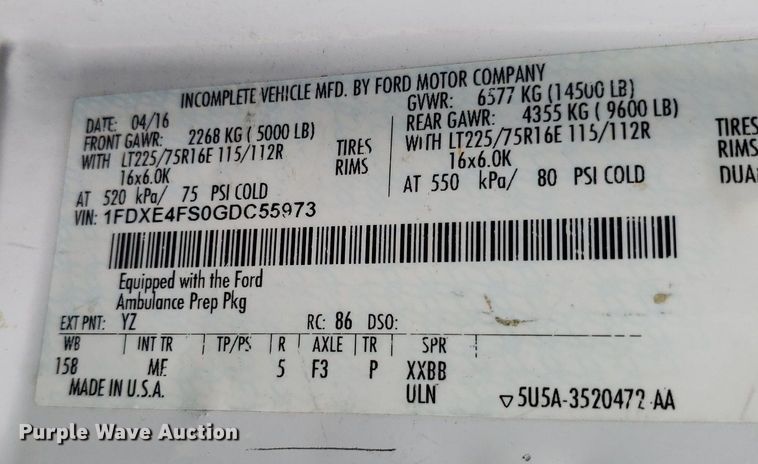 INCOMPLETE VEHICLE MFD. BY FORD MOTOR COMPANY
DATE: 04/16 GVWR: 6577 KG (14500 LB)
FRONT GAWR: 2268 KG ( 5000 LB) REAR GAWR: 4355 KG ( 9600 LB)
WITH LT225/75R16E 115/112R TIRES WITH LT225/75R16E 115/112R TIRES
16x6.0K RIMS 16x6.0K RIMS
AT 520 kPa/ 75 PSI COLD AT 550 kPa/ 80 PSI COLD DUA
VIN: 1FDXE4FS0GDC55973
Equipped with the Ford
Ambulance Prep Pkg
EXT PNT: YZ RC: 86 DSO:
WB INT TR TP/PS R AXLE TR SPR
158 ME 5 F3 P XXBB
MADE IN U.S.A. ULN ▽5U5A-3520472-AA
Purple Wave Auction